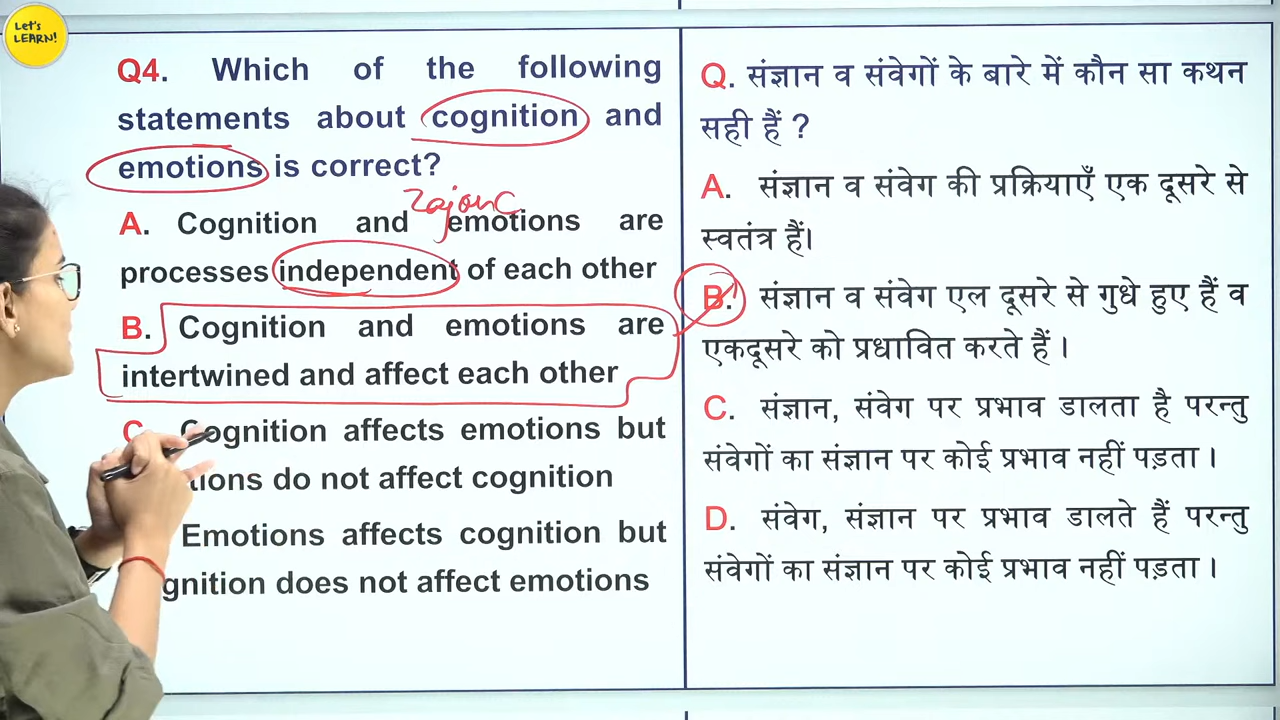 Let's
LEARN!
Q4. Which of the following
statements about cognition and
emotions is correct?
Zajonc
A. Cognition and emotions are
processes independent of each other
B. Cognition and emotions are
intertwined and affect each other
C. Cognition affects emotions but
tions do not affect cognition
Emotions affects cognition but
gnition does not affect emotions
Q. संज्ञान व संवेगों के बारे में कौन सा कथन
सही हैं ?
A. संज्ञान व संवेग की प्रक्रियाएँ एक दूसरे से
स्वतंत्र हैं।
B. संज्ञान व संवेग एल दूसरे से गुधे हुए हैं व
एकदूसरे को प्रधावित करते हैं ।
C. संज्ञान, संवेग पर प्रभाव डालता है परन्तु
संवेगों का संज्ञान पर कोई प्रभाव नहीं पड़ता ।
D. संवेग, संज्ञान पर प्रभाव डालते हैं परन्तु
संवेगों का संज्ञान पर कोई प्रभाव नहीं पड़ता ।